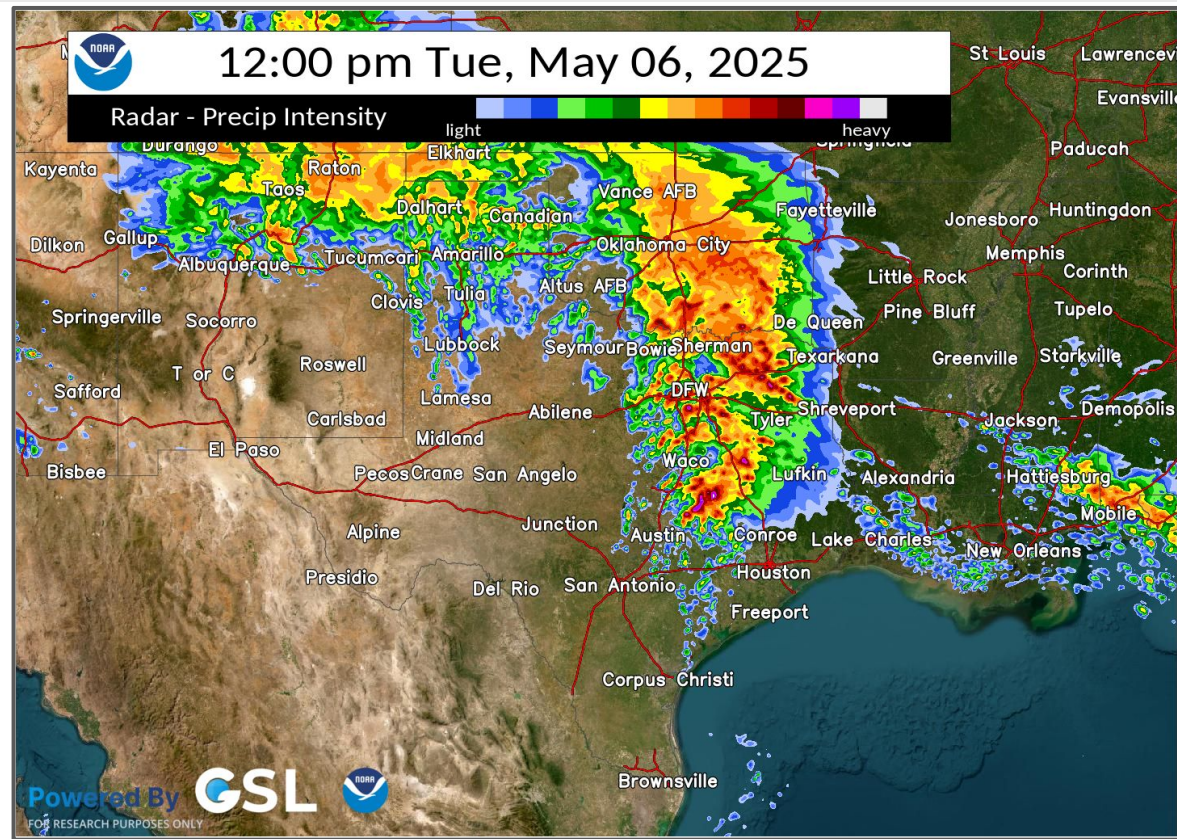 NOAA
12:00 pm Tue, May 06, 2025
Radar - Precip Intensity
light
heavy
St Louis
Lawrencevi
Evansville
Paducah
Durango
Elkhart
Springfield
Kayenta
Raton
Taos
Vance AFB
Dalhart
Canadian
Fayetteville
Jonesboro
Huntingdon
Dilkon
Gallup
Albuquerque
Tucumcari
Amarillo
Oklahoma City
Memphis
Corinth
Little Rock
Clovis
Tulia
Altus AFB
Springerville
Socorro
De Queen
Pine Bluff
Tupelo
Lubbock
Seymour
Bowie
Sherman
Texarkana
Greenville
Starkville
T or C
Roswell
Safford
Lamesa
DFW
Carlsbad
Abilene
Tyler
Shreveport
Jackson
Demopolis
El Paso
Midland
Waco
Bisbee
Pecos
Crane
San Angelo
Lufkin
Alexandria
Hattiesburg
Mobile
Alpine
Junction
Austin
Conroe
Lake Charles
New Orleans
Presidio
Del Rio
San Antonio
Houston
Freeport
Corpus Christi
Brownsville
Powered By
GSL
NOAA
FOR RESEARCH PURPOSES ONLY